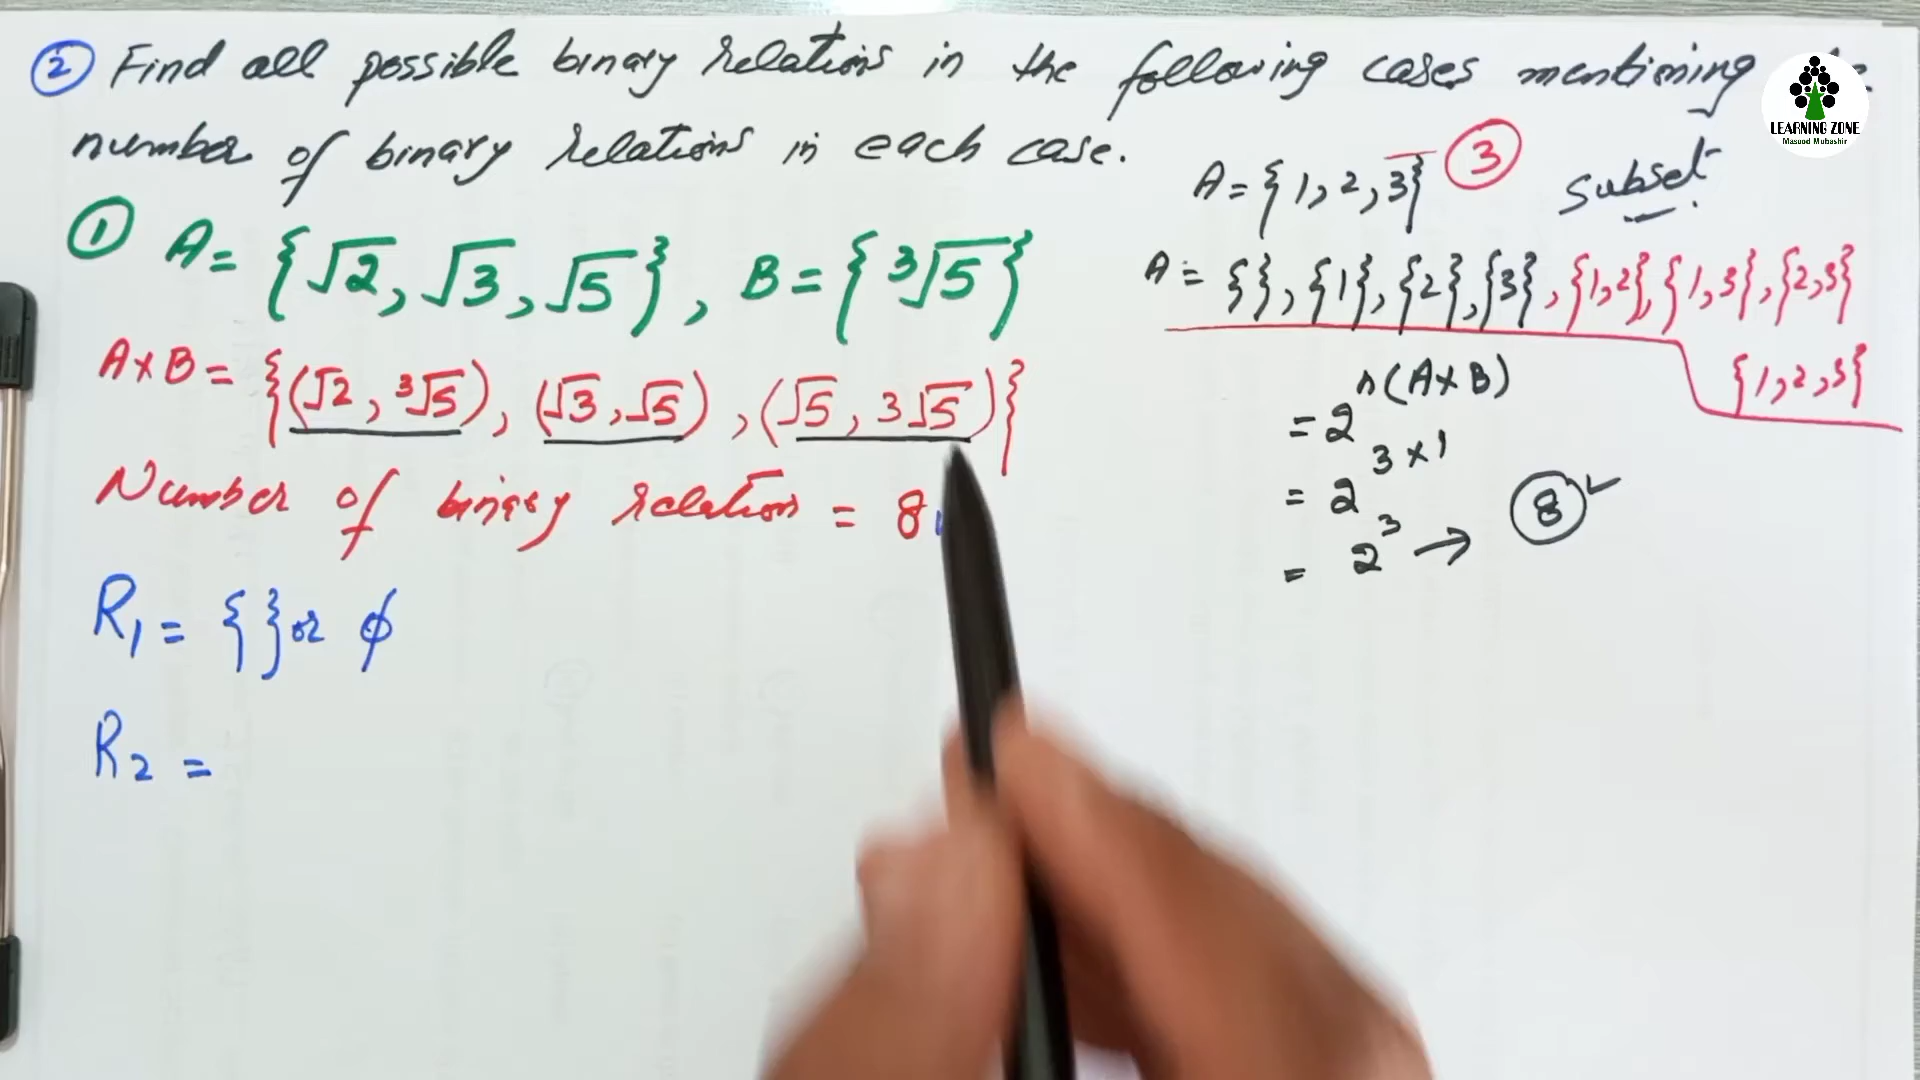 ② Find all possible binary relations in the following cases mentioning
number of binary relations in each case.
LEARNING ZONE
Masood Mubashir
A = {1, 2, 3} ③ Subset
① A = {√2, √3, √5}, B = {³√5}
A = {}, {1}, {2}, {3}, {1,2}, {1,3}, {2,3}
{1,2,3}
A×B = {(√2, ³√5), (√3, √5), (√5, 3√5)}
= 2^n(A×B)
Number of binary relation = 8
= 2^3×1
= 2^3 → 8 ✓
R₁ = { } or ϕ
R₂ =